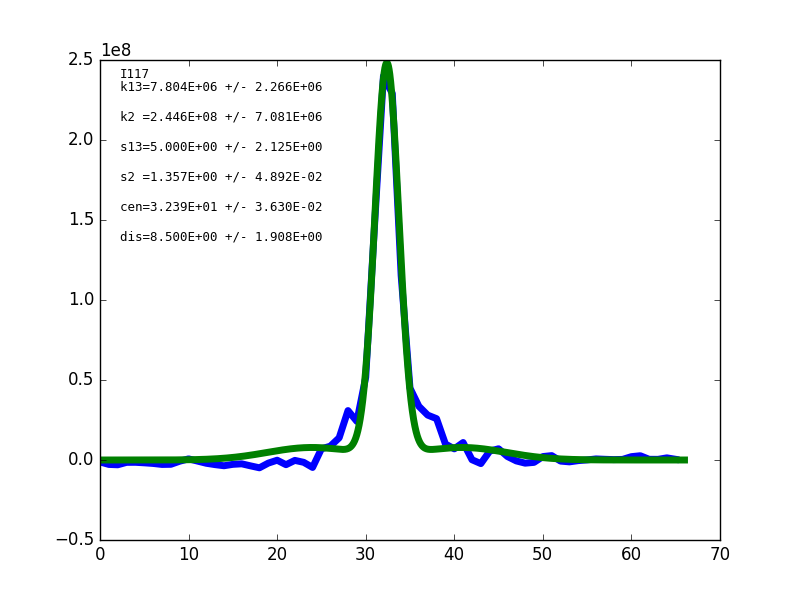 1e8
2.5
I117
k13=7.804E+06 +/- 2.266E+06
k2 =2.446E+08 +/- 7.081E+06
2.0
s13=5.000E+00 +/- 2.125E+00
s2 =1.357E+00 +/- 4.892E-02
cen=3.239E+01 +/- 3.630E-02
1.5
dis=8.500E+00 +/- 1.908E+00
1.0
0.5
0.0
−0.5
0 10 20 30 40 50 60 70